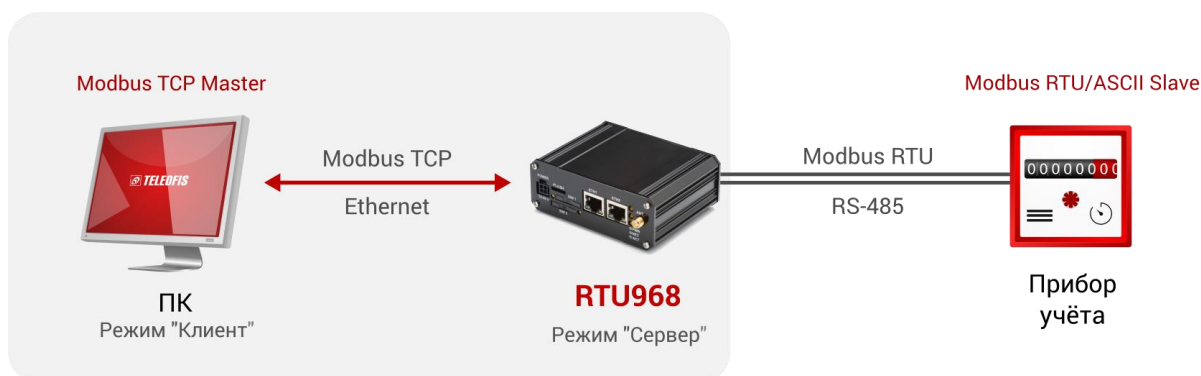 Modbus TCP Master
Modbus RTU/ASCII Slave
TELEOFIS
Modbus TCP
Ethernet
Modbus RTU
RS-485
00000000
ПК
Режим "Клиент"
RTU968
Режим "Сервер"
Прибор
учёта